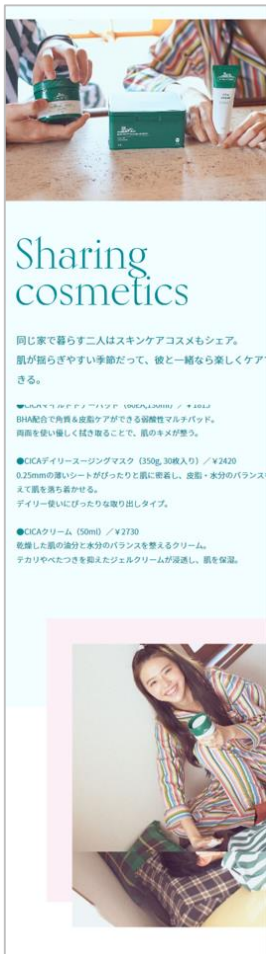 Sharing
cosmetics
同じ家で暮らす二人はスキンケアコスメもシェア。
肌が揺らぎやすい季節だって、彼と一緒なら楽しくケアで
きる。
BHA配合で角質&皮脂ケアができる弱酸性マルチパッド。
両面を使い優しく拭き取ることで、肌のキメが整う。
●CICAデイリースージングマスク（350g, 30枚入り）／￥2420
0.25mmの薄いシートがぴったりと肌に密着し、皮脂・水分のバランス
えて肌を落ち着かせる。
デイリー使いにぴったりな取り出しタイプ。
●CICAクリーム（50ml）／￥2730
乾燥した肌の油分と水分のバランスを整えるクリーム。
テカリやべたつきを抑えたジェルクリームが浸透し、肌を保湿。